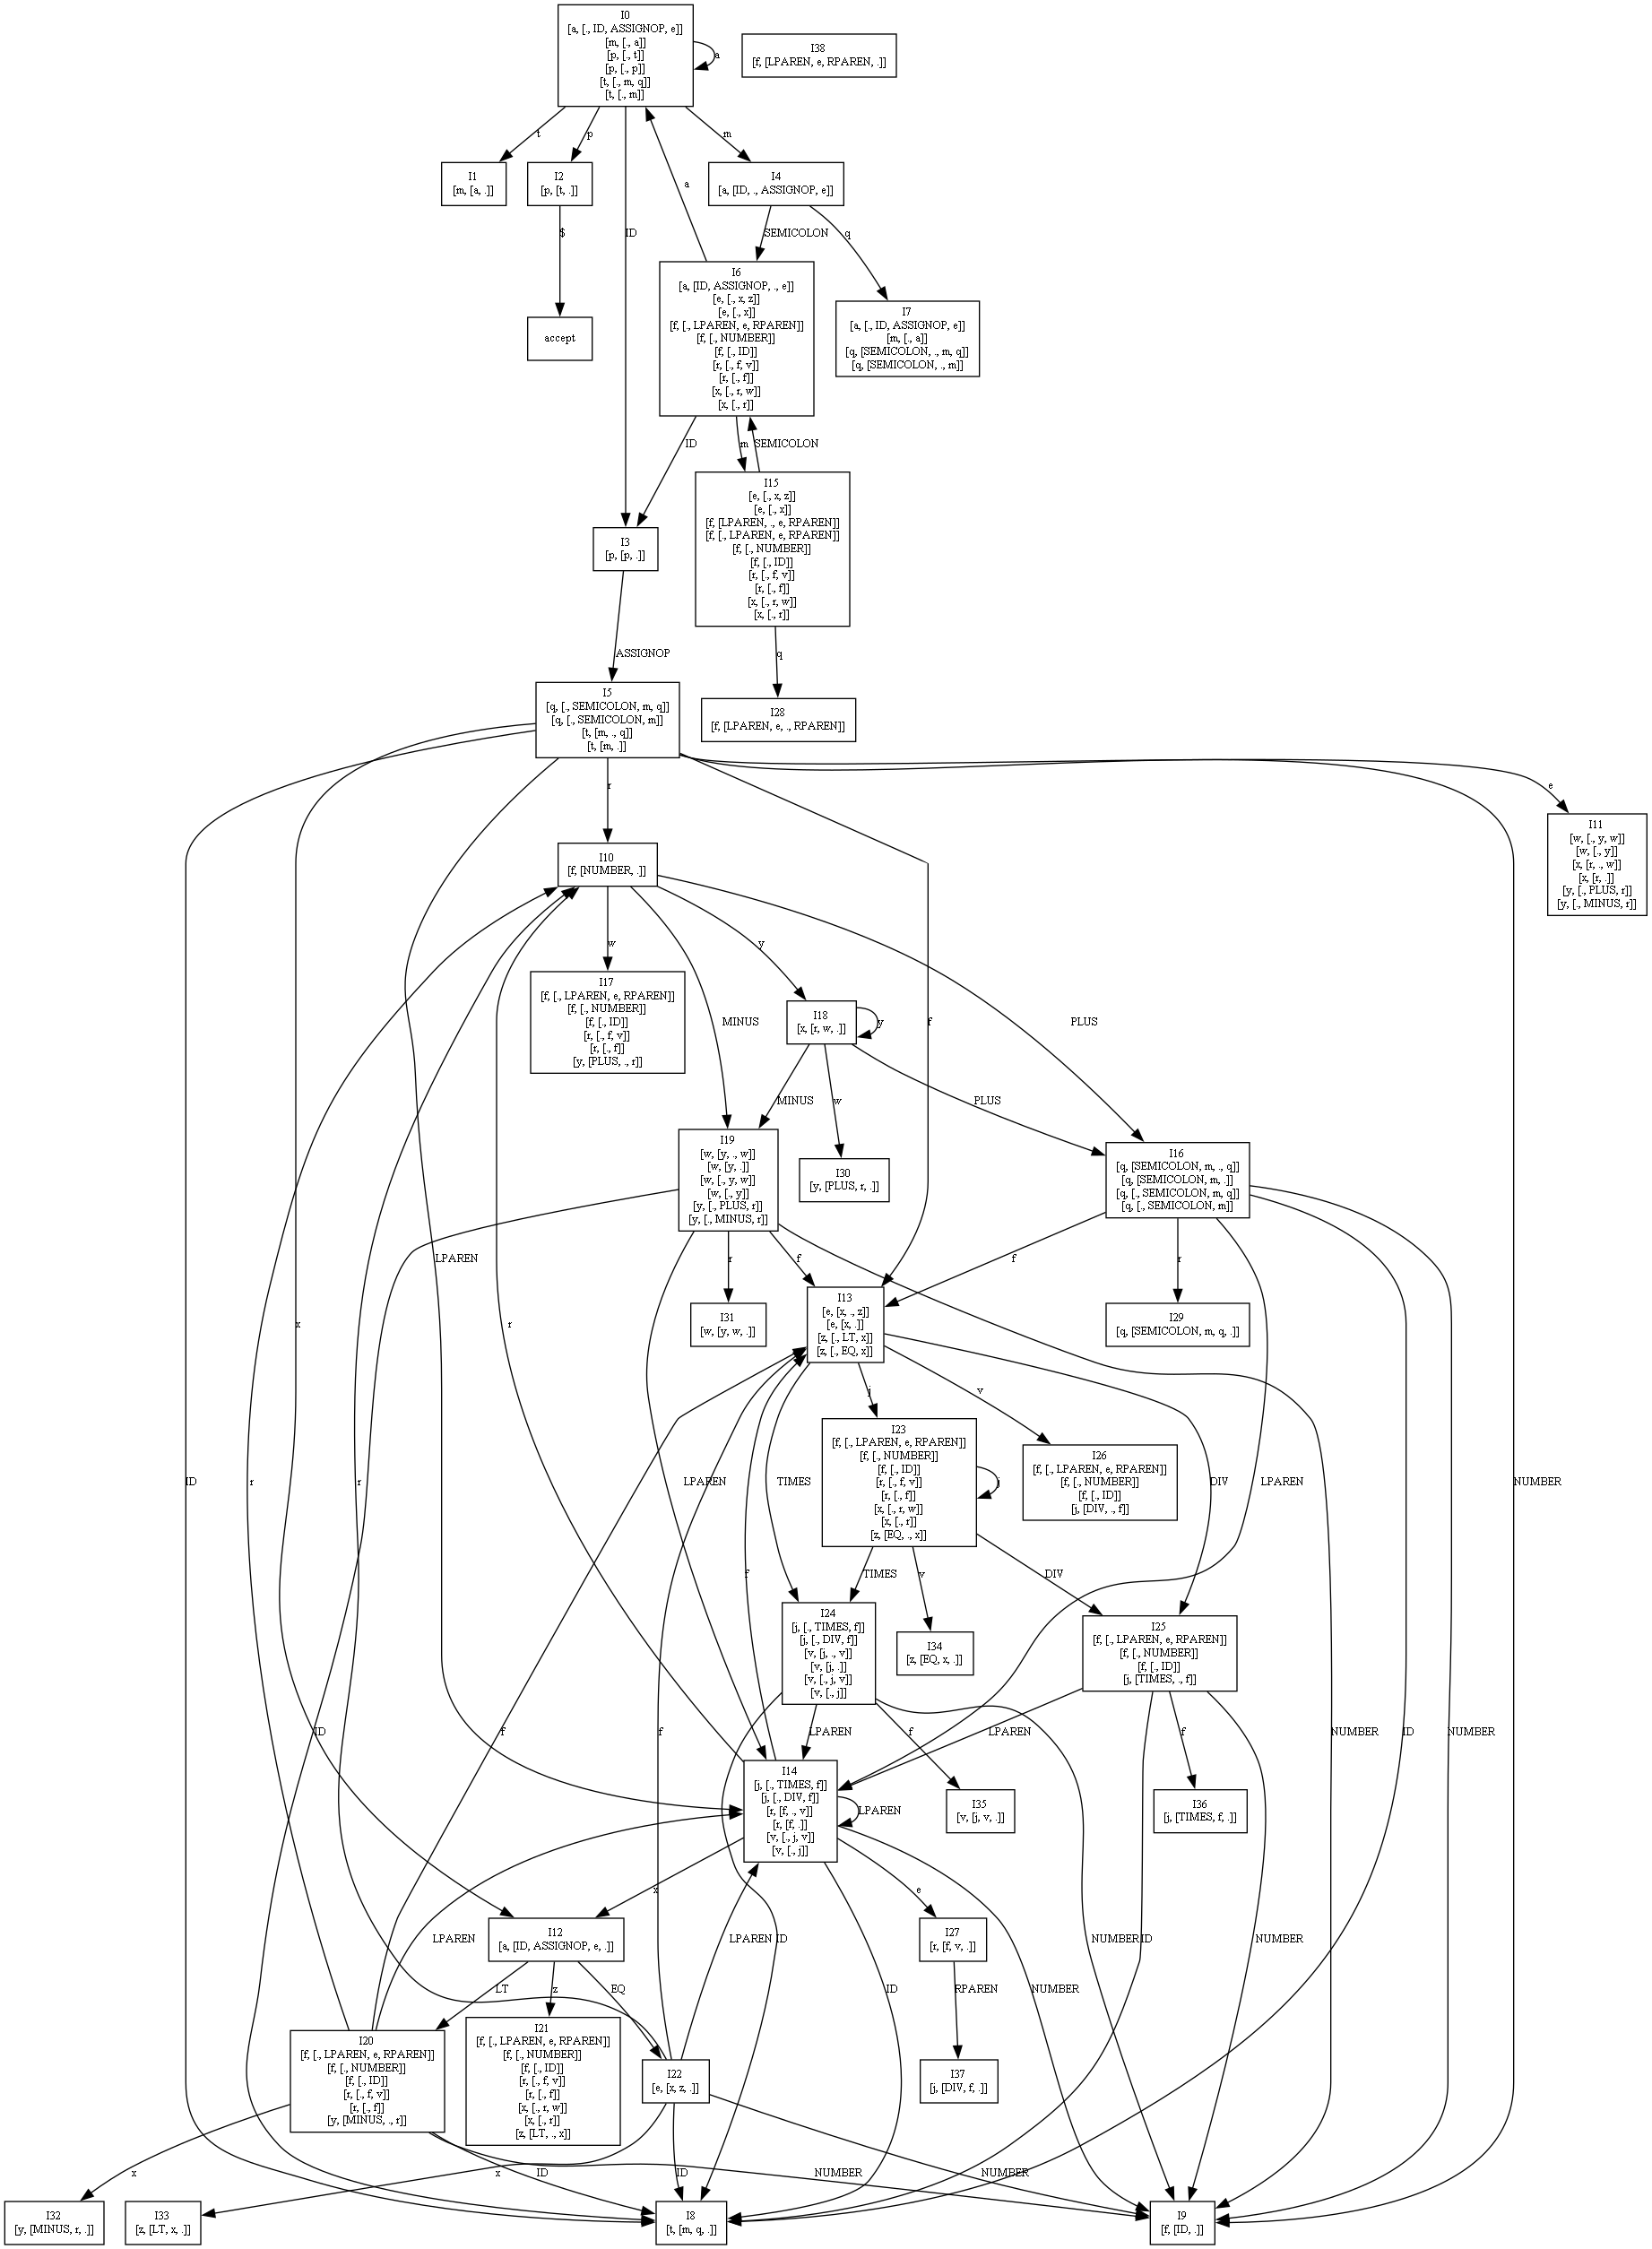 I0
[a, [., ID, ASSIGNOP, e]]
[m, [., a]]
[p, [., t]]
[p, [., p]]
[t, [., m, q]]
[t, [., m]]
a
I38
[f, [LPAREN, e, RPAREN, .]]
t
p
m
I1
[m, [a, .]]
I2
[p, [t, .]]
I4
[a, [ID, ., ASSIGNOP, e]]
a
$
ID
SEMICOLON
q
I6
[a, [ID, ASSIGNOP, ., e]]
[e, [., x, z]]
[e, [., x]]
[f, [., LPAREN, e, RPAREN]]
[f, [., NUMBER]]
[f, [., ID]]
[r, [., f, v]]
[r, [., f]]
[x, [., r, w]]
[x, [., r]]
I7
[a, [., ID, ASSIGNOP, e]]
[m, [., a]]
[q, [SEMICOLON, ., m, q]]
[q, [SEMICOLON, ., m]]
accept
ID
m
SEMICOLON
I15
[e, [., x, z]]
[e, [., x]]
[f, [LPAREN, ., e, RPAREN]]
[f, [., LPAREN, e, RPAREN]]
[f, [., NUMBER]]
[f, [., ID]]
[r, [., f, v]]
[r, [., f]]
[x, [., r, w]]
[x, [., r]]
I3
[p, [p, .]]
ASSIGNOP
q
I5
[q, [., SEMICOLON, m, q]]
[q, [., SEMICOLON, m]]
[t, [m, ., q]]
[t, [m, .]]
I28
[f, [LPAREN, e, ., RPAREN]]
r
e
I11
[w, [., y, w]]
[w, [., y]]
[x, [r, ., w]]
[x, [r, .]]
[y, [., PLUS, r]]
[y, [., MINUS, r]]
I10
[f, [NUMBER, .]]
w
y
I17
[f, [., LPAREN, e, RPAREN]]
[f, [., NUMBER]]
[f, [., ID]]
[r, [., f, v]]
[r, [., f]]
[y, [PLUS, ., r]]
MINUS
I18
[x, [r, w, .]]
y
f
PLUS
MINUS
w
PLUS
I19
[w, [y, ., w]]
[w, [y, .]]
[w, [., y, w]]
[w, [., y]]
[y, [., PLUS, r]]
[y, [., MINUS, r]]
I30
[y, [PLUS, r, .]]
I16
[q, [SEMICOLON, m, ., q]]
[q, [SEMICOLON, m, .]]
[q, [., SEMICOLON, m, q]]
[q, [., SEMICOLON, m]]
LPAREN
r
f
f
r
x
r
I31
[w, [y, w, .]]
I13
[e, [x, ., z]]
[e, [x, .]]
[z, [., LT, x]]
[z, [., EQ, x]]
I29
[q, [SEMICOLON, m, q, .]]
j
v
I23
[f, [., LPAREN, e, RPAREN]]
[f, [., NUMBER]]
[f, [., ID]]
[r, [., f, v]]
[r, [., f]]
[x, [., r, w]]
[x, [., r]]
[z, [EQ, ., x]]
j
I26
[f, [., LPAREN, e, RPAREN]]
[f, [., NUMBER]]
[f, [., ID]]
[j, [DIV, ., f]]
ID
r
r
LPAREN
TIMES
DIV
LPAREN
NUMBER
TIMES
v
DIV
f
I24
[j, [., TIMES, f]]
[j, [., DIV, f]]
[v, [j, ., v]]
[v, [j, .]]
[v, [., j, v]]
[v, [., j]]
I34
[z, [EQ, x, .]]
I25
[f, [., LPAREN, e, RPAREN]]
[f, [., NUMBER]]
[f, [., ID]]
[j, [TIMES, ., f]]
ID
f
f
LPAREN
f
LPAREN
f
NUMBER
ID
NUMBER
I14
[j, [., TIMES, f]]
[j, [., DIV, f]]
[r, [f, ., v]]
[r, [f, .]]
[v, [., j, v]]
[v, [., j]]
LPAREN
I35
[v, [j, v, .]]
I36
[j, [TIMES, f, .]]
x
e
I12
[a, [ID, ASSIGNOP, e, .]]
LPAREN
LPAREN
ID
I27
[r, [f, v, .]]
NUMBER
ID
NUMBER
LT
z
EQ
ID
RPAREN
NUMBER
I20
[f, [., LPAREN, e, RPAREN]]
[f, [., NUMBER]]
[f, [., ID]]
[r, [., f, v]]
[r, [., f]]
[y, [MINUS, ., r]]
I21
[f, [., LPAREN, e, RPAREN]]
[f, [., NUMBER]]
[f, [., ID]]
[r, [., f, v]]
[r, [., f]]
[x, [., r, w]]
[x, [., r]]
[z, [LT, ., x]]
I22
[e, [x, z, .]]
I37
[j, [DIV, f, .]]
x
x
ID
ID
NUMBER
NUMBER
I32
[y, [MINUS, r, .]]
I33
[z, [LT, x, .]]
I8
[t, [m, q, .]]
I9
[f, [ID, .]]